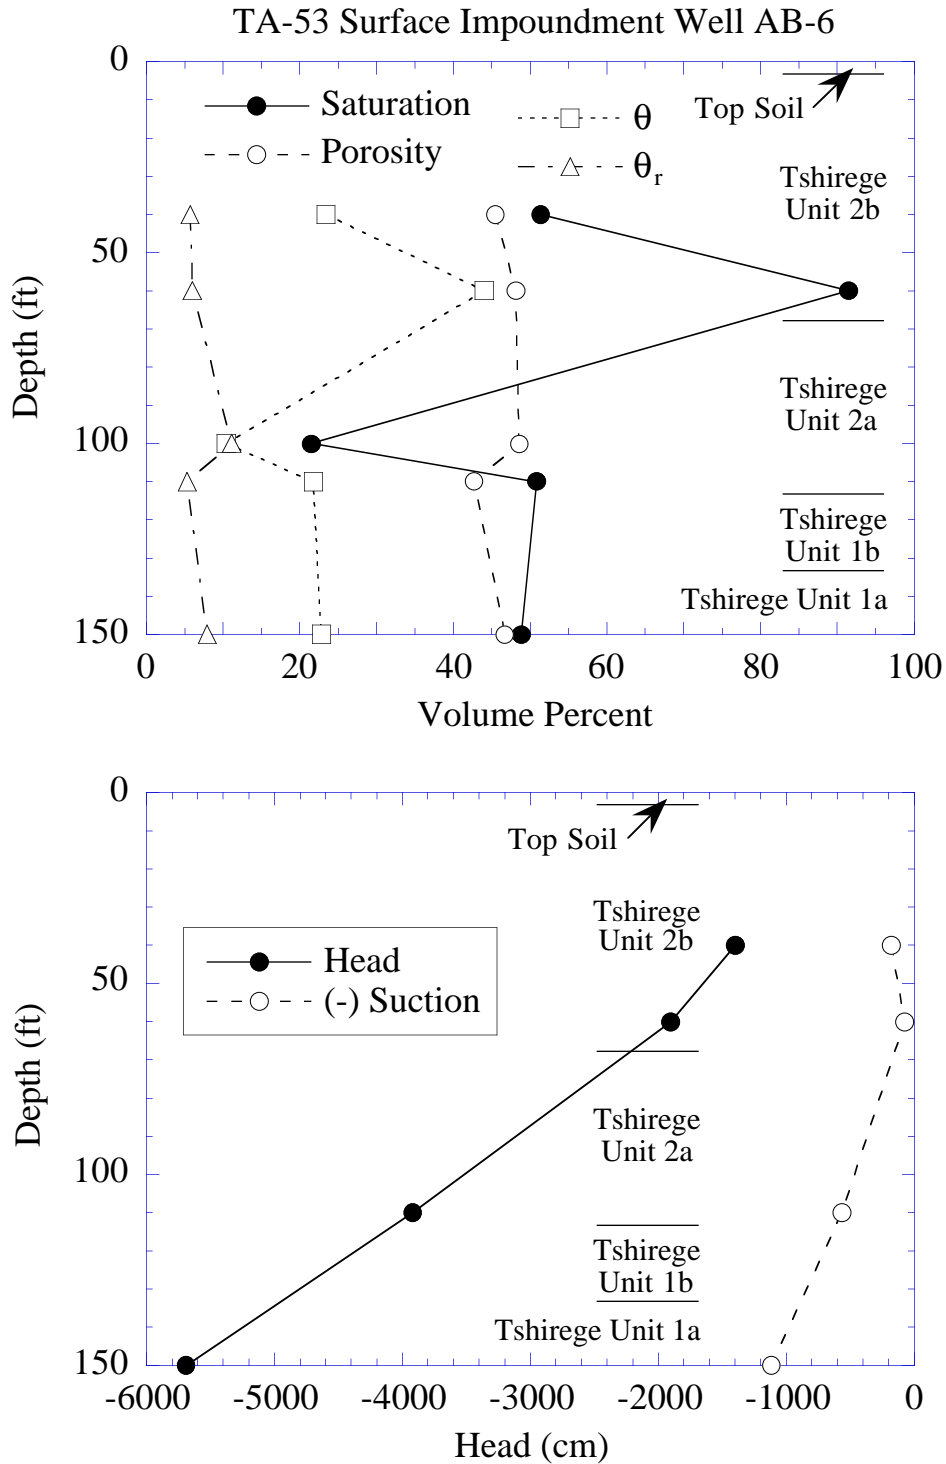 TA-53 Surface Impoundment Well AB-6
0
50
100
150
Depth (ft)
Saturation
Porosity
θ
θr
Top Soil
Tshirege
Unit 2b
Tshirege
Unit 2a
Tshirege
Unit 1b
Tshirege Unit 1a
0 20 40 60 80 100
Volume Percent
0
50
100
150
Depth (ft)
Top Soil
Tshirege
Unit 2b
Head
(-) Suction
Tshirege
Unit 2a
Tshirege
Unit 1b
Tshirege Unit 1a
-6000 -5000 -4000 -3000 -2000 -1000 0
Head (cm)